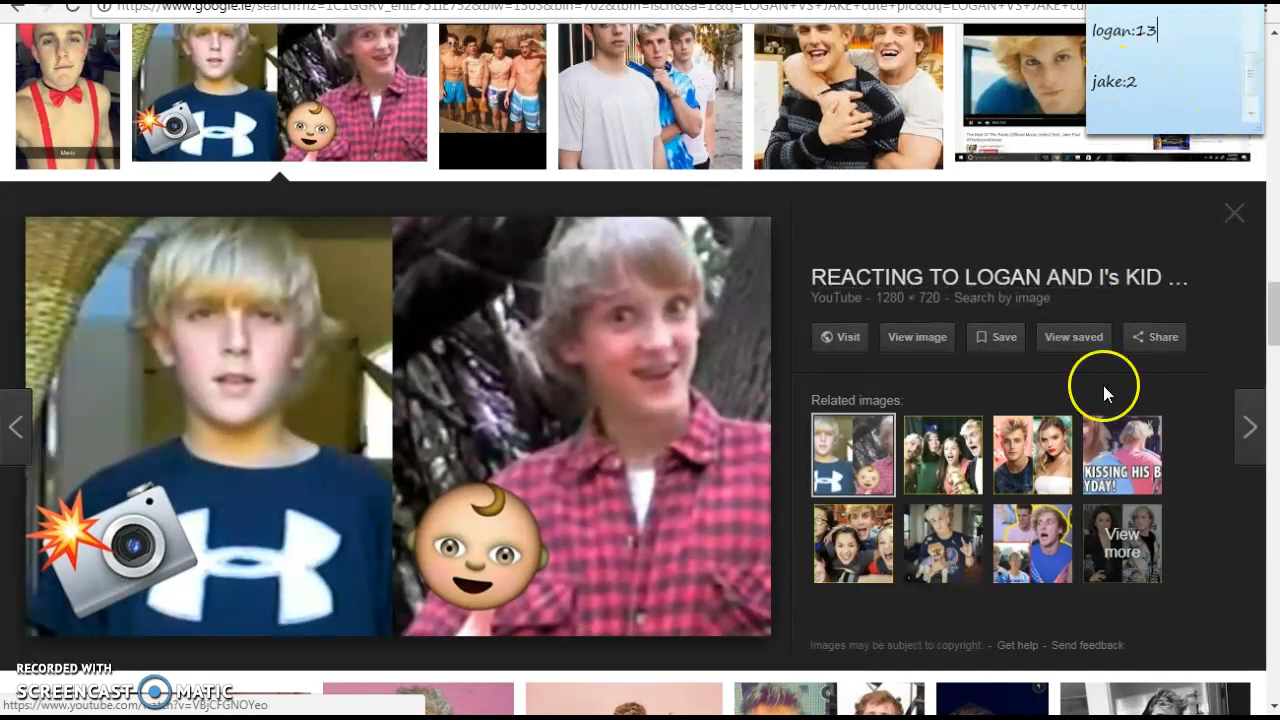 logan:13
jake:2
Mario
REACTING TO LOGAN AND I's KID ...
YouTube - 1280 × 720 - Search by image
Visit
View image
Save
View saved
Share
Related images:
KISSING HIS B
YDAY!
View
more
Images may be subject to copyright. - Get help - Send feedback
RECORDED WITH
SCREENCAST MATIC